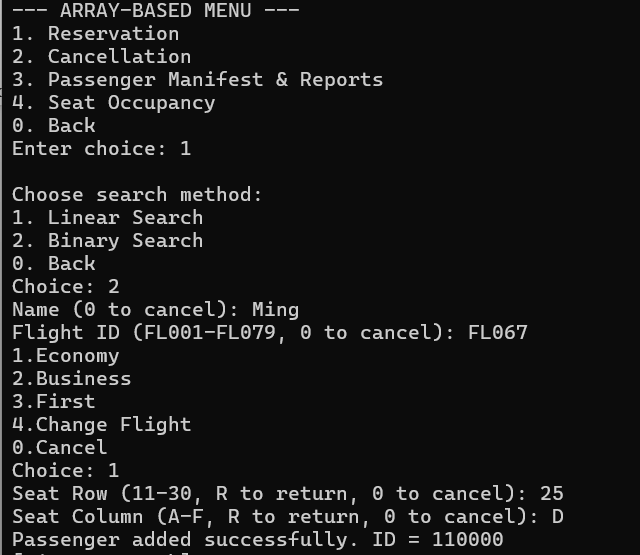 --- ARRAY-BASED MENU ---
1. Reservation
2. Cancellation
3. Passenger Manifest & Reports
4. Seat Occupancy
0. Back
Enter choice: 1

Choose search method:
1. Linear Search
2. Binary Search
0. Back
Choice: 2
Name (0 to cancel): Ming
Flight ID (FL001-FL079, 0 to cancel): FL067
1.Economy
2.Business
3.First
4.Change Flight
0.Cancel
Choice: 1
Seat Row (11-30, R to return, 0 to cancel): 25
Seat Column (A-F, R to return, 0 to cancel): D
Passenger added successfully. ID = 110000